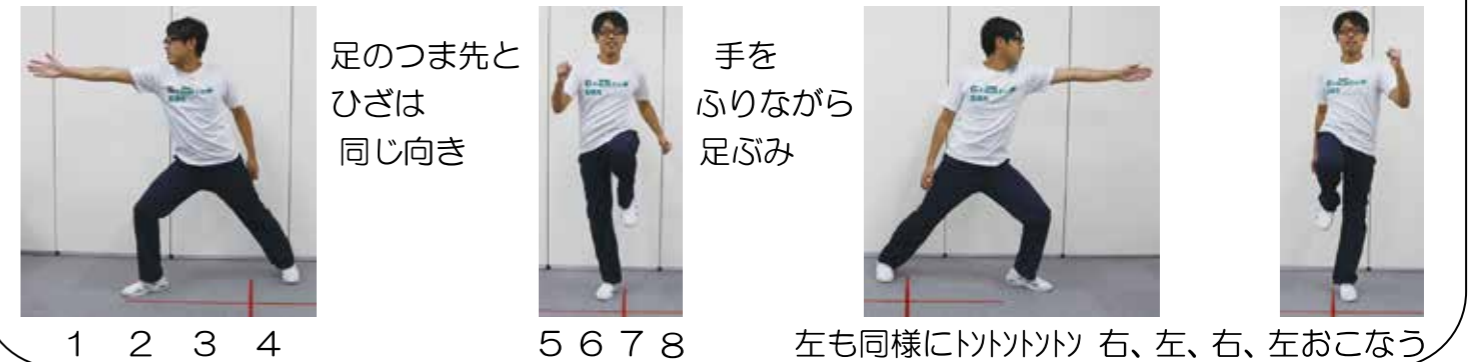 足のつま先と
ひざは
同じ向き
手を
ふりながら
足ぶみ
1 2 3 4
5 6 7 8
左も同様にﾄﾝﾄﾝﾄﾝﾄﾝ 右、左、右、左おこなう